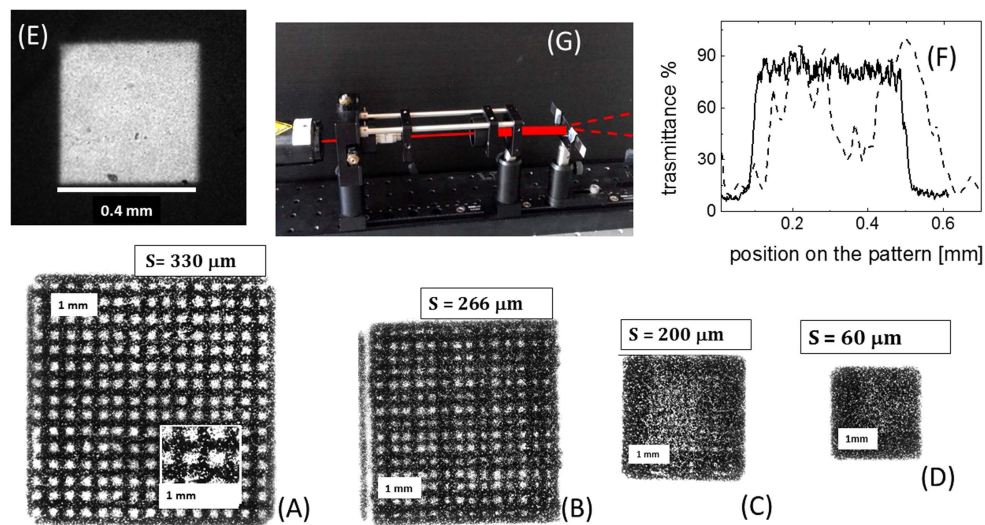 (E)
0.4 mm
(G)
(F)
trasmittance %
90
60
30
0
0.2
0.4
0.6
position on the pattern [mm]
S= 330 μm
1 mm
1 mm
(A)
S = 266 μm
1 mm
(B)
S = 200 μm
1 mm
(C)
S = 60 μm
1mm
(D)